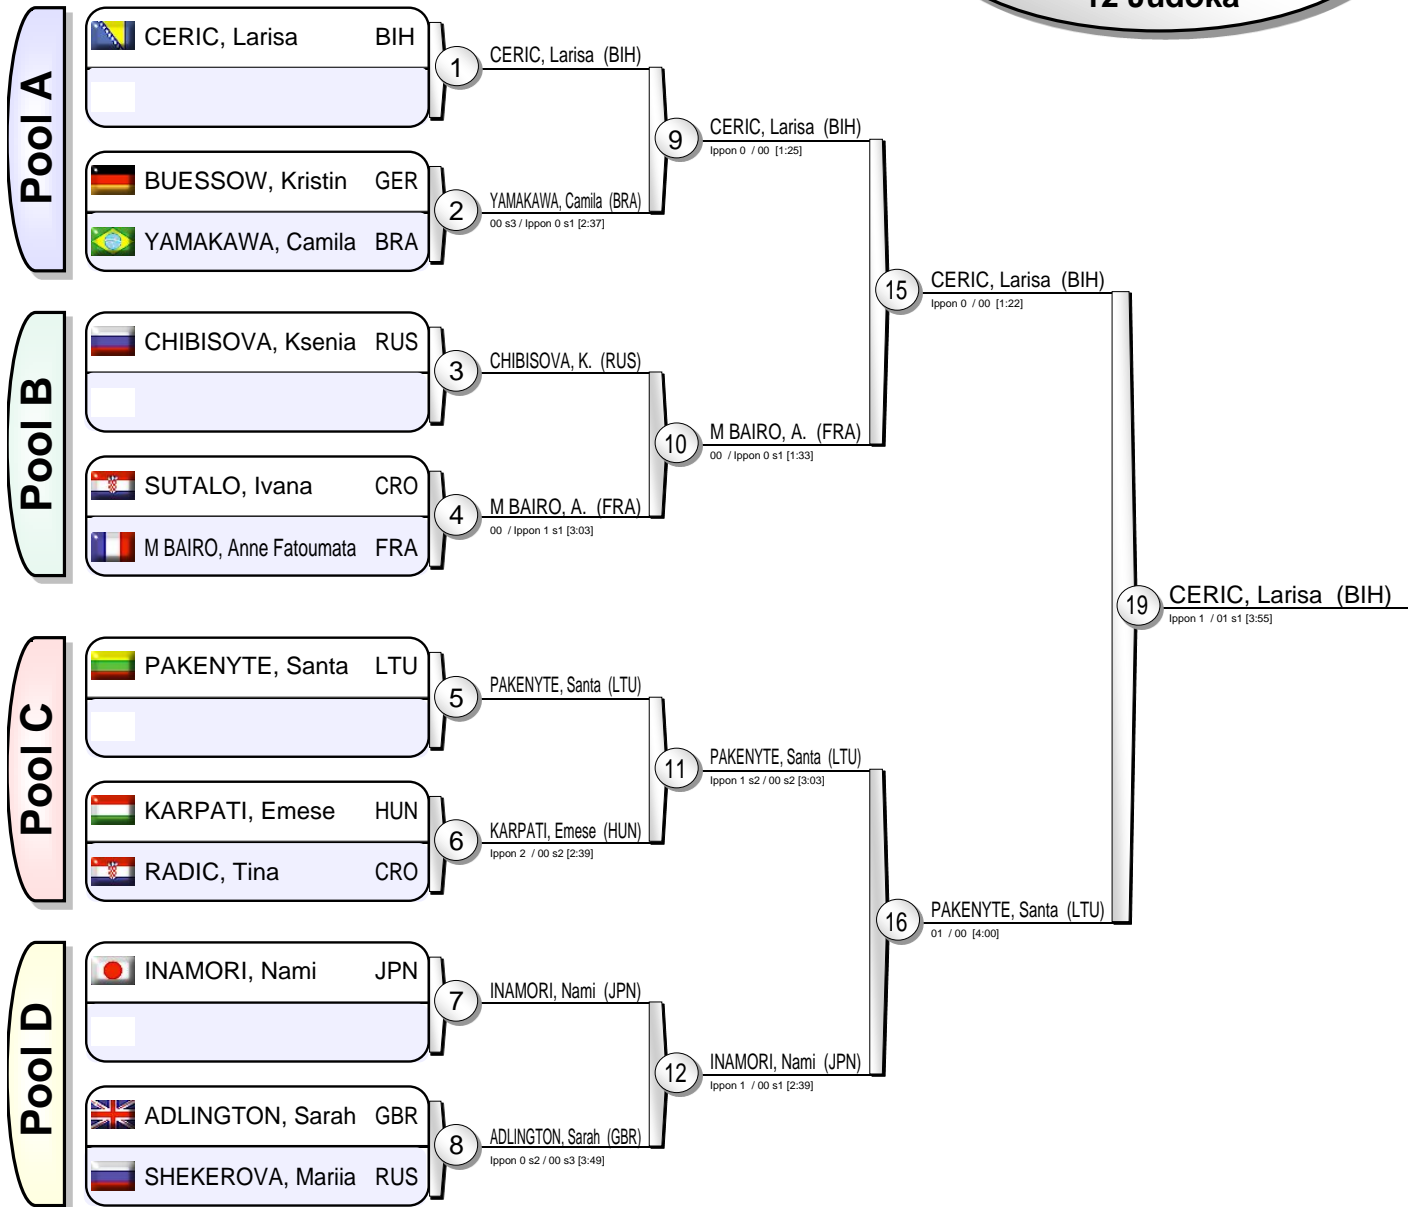 12 Judoka
Pool A
CERIC, Larisa BIH
1
CERIC, Larisa (BIH)
BUESSOW, Kristin GER
YAMAKAWA, Camila BRA
2
YAMAKAWA, Camila (BRA)
00 s3 / Ippon 0 s1 [2:37]
9
CERIC, Larisa (BIH)
Ippon 0 / 00 [1:25]
Pool B
CHIBISOVA, Ksenia RUS
3
CHIBISOVA, K. (RUS)
SUTALO, Ivana CRO
M BAIRO, Anne Fatoumata FRA
4
M BAIRO, A. (FRA)
00 / Ippon 1 s1 [3:03]
10
M BAIRO, A. (FRA)
00 / Ippon 0 s1 [1:33]
15
CERIC, Larisa (BIH)
Ippon 0 / 00 [1:22]
Pool C
PAKENYTE, Santa LTU
5
PAKENYTE, Santa (LTU)
KARPATI, Emese HUN
RADIC, Tina CRO
6
KARPATI, Emese (HUN)
Ippon 2 / 00 s2 [2:39]
11
PAKENYTE, Santa (LTU)
Ippon 1 s2 / 00 s2 [3:03]
Pool D
INAMORI, Nami JPN
7
INAMORI, Nami (JPN)
ADLINGTON, Sarah GBR
SHEKEROVA, Mariia RUS
8
ADLINGTON, Sarah (GBR)
Ippon 0 s2 / 00 s3 [3:49]
12
INAMORI, Nami (JPN)
Ippon 1 / 00 s1 [2:39]
16
PAKENYTE, Santa (LTU)
01 / 00 [4:00]
19
CERIC, Larisa (BIH)
Ippon 1 / 01 s1 [3:55]